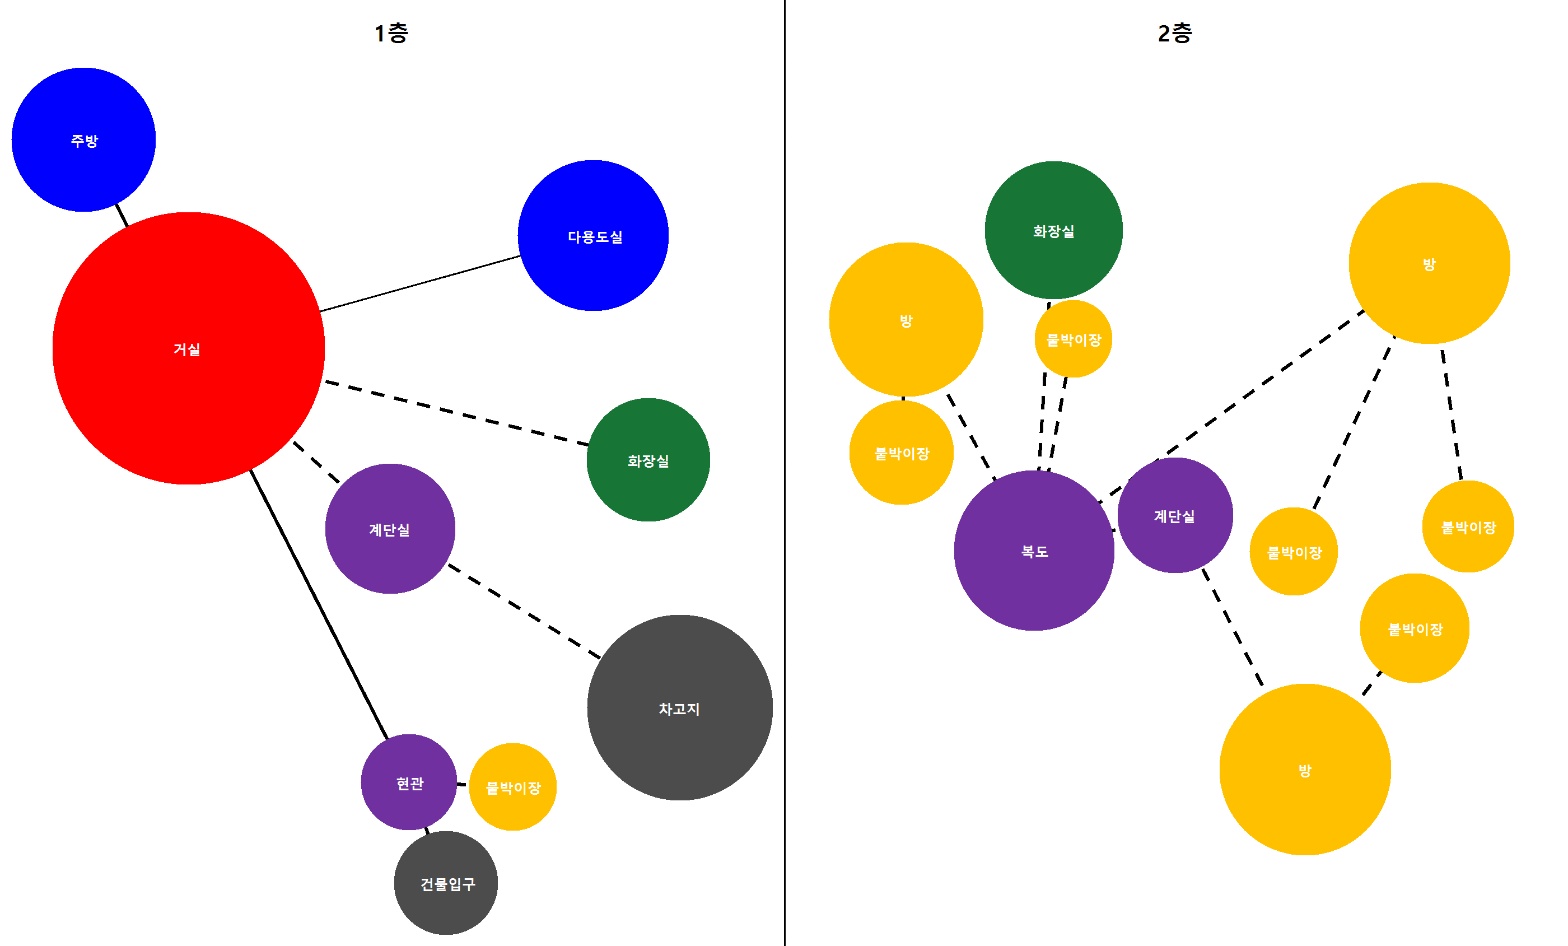 1층
주방
다용도실
거실
화장실
계단실
차고지
현관
붙박이장
건물입구
2층
화장실
방
방
붙박이장
붙박이장
계단실
복도
붙박이장
붙박이장
붙박이장
방